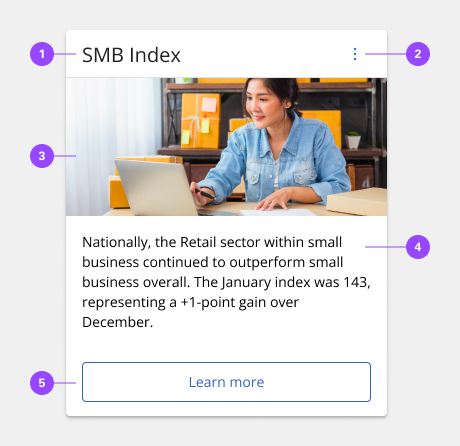 1 SMB Index 2
3
Nationally, the Retail sector within small
business continued to outperform small 4
business overall. The January index was 143,
representing a +1-point gain over
December.
5 Learn more